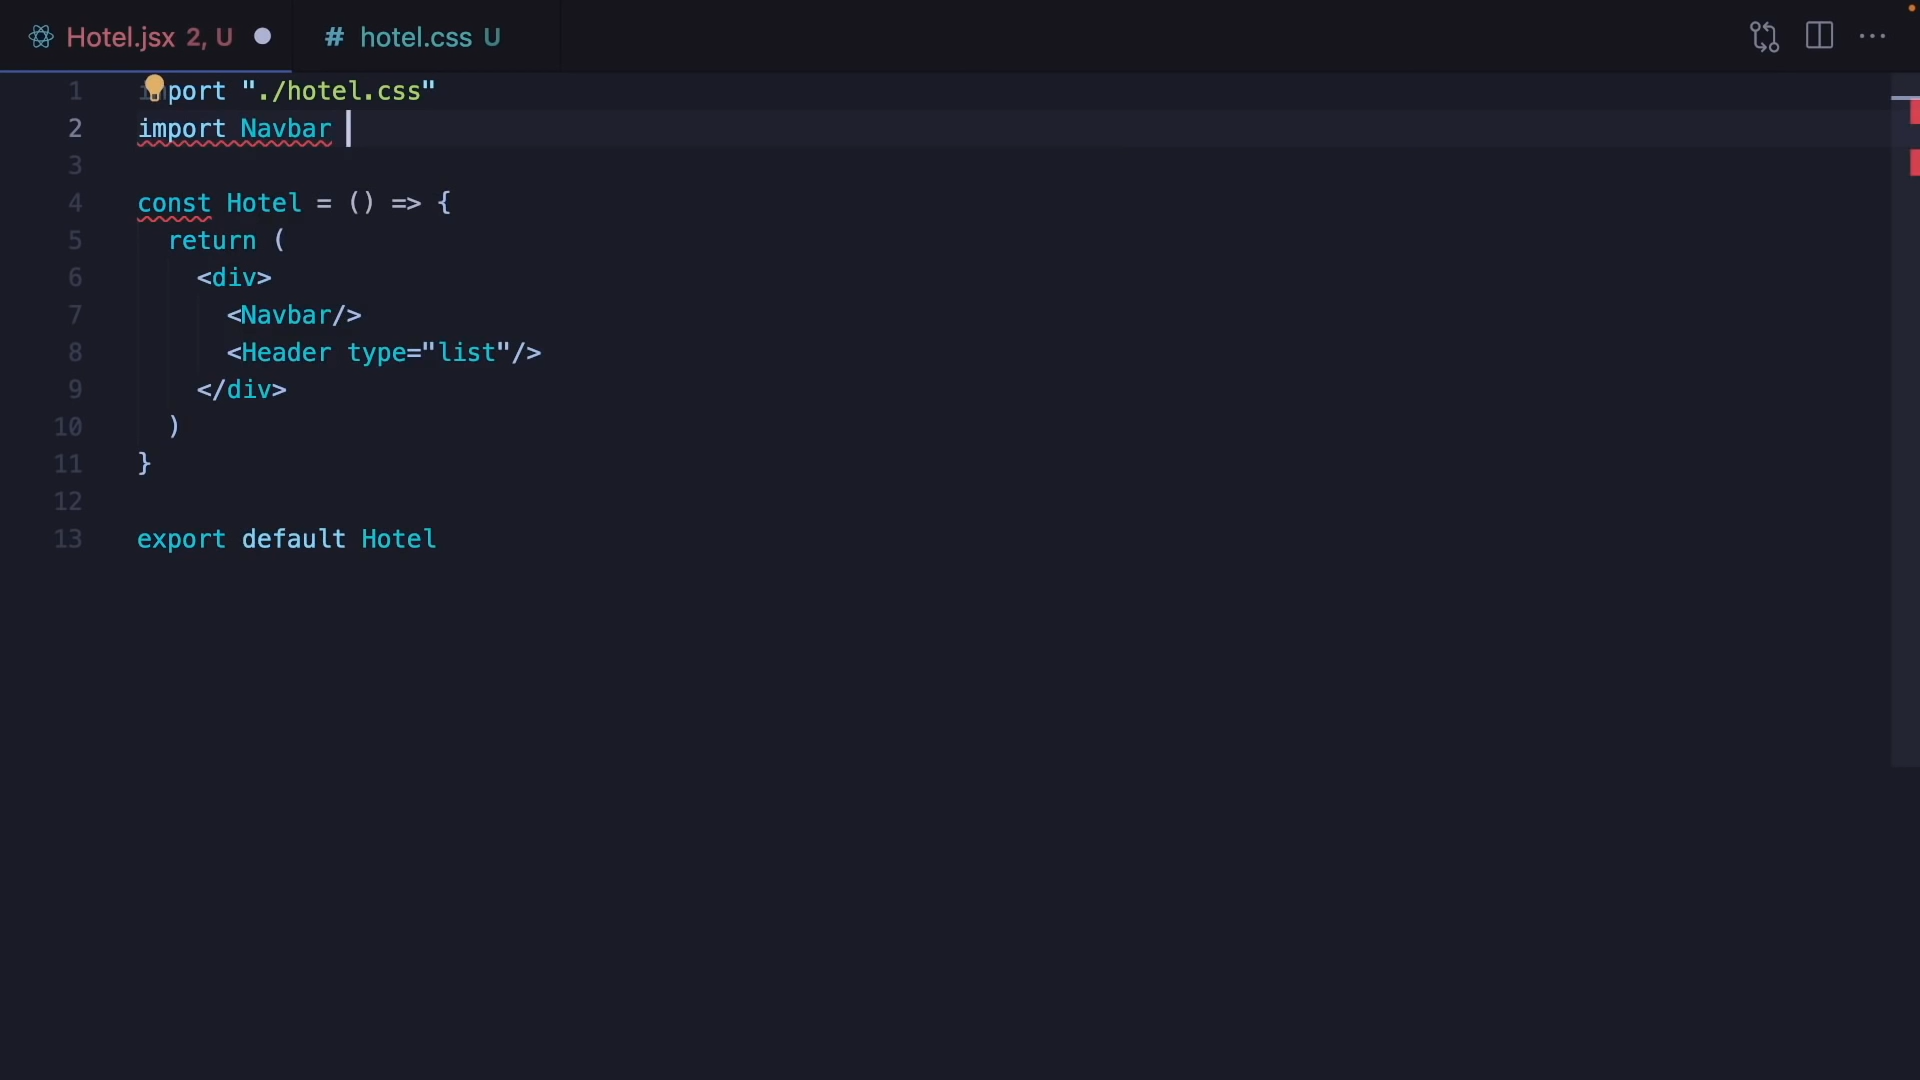 Hotel.jsx 2, U
# hotel.css U
1 import "./hotel.css"
2 import Navbar
3
4 const Hotel = () => {
5 return (
6 <div>
7 <Navbar/>
8 <Header type="list"/>
9 </div>
10 )
11 }
12
13 export default Hotel